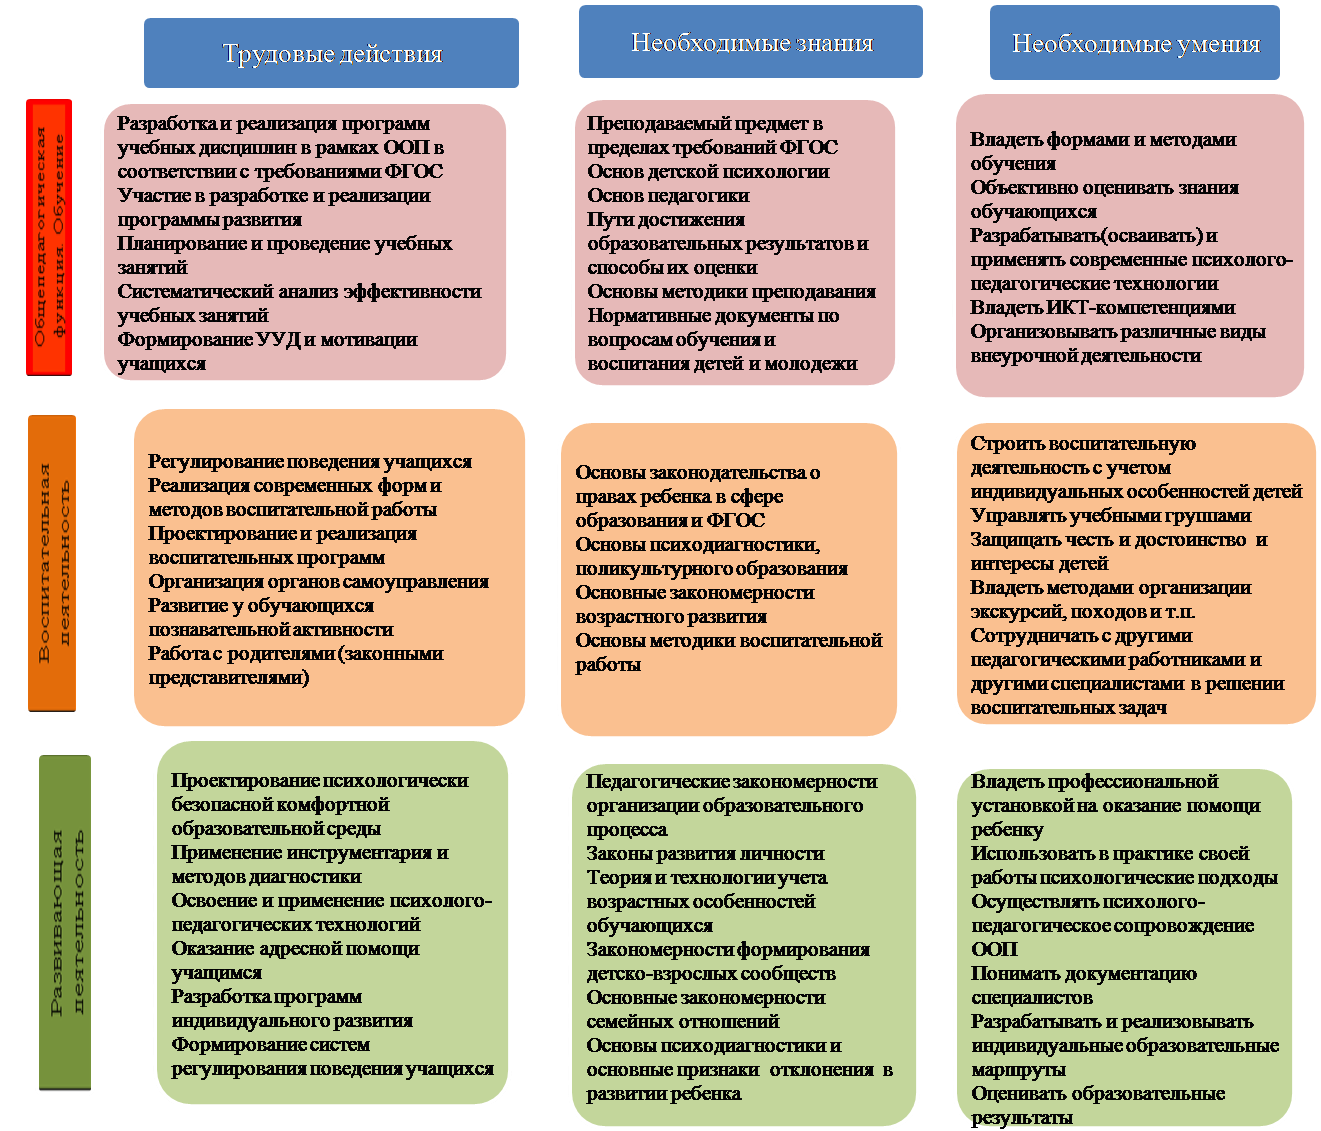 Трудовые действия
Необходимые знания
Необходимые умения
Общепедагогическая
функция. Обучение
Разработка и реализация программ
учебных дисциплин в рамках ООП в
соответствии с требованиями ФГОС
Участие в разработке и реализации
программы развития
Планирование и проведение учебных
занятий
Систематический анализ эффективности
учебных занятий
Формирование УУД и мотивации
учащихся
Преподаваемый предмет в
пределах требований ФГОС
Основ детской психологии
Основ педагогики
Пути достижения
образовательных результатов и
способы их оценки
Основы методики преподавания
Нормативные документы по
вопросам обучения и
воспитания детей и молодежи
Владеть формами и методами
обучения
Объективно оценивать знания
обучающихся
Разрабатывать(осваивать) и
применять современные психолого-
педагогические технологии
Владеть ИКТ-компетенциями
Организовывать различные виды
внеурочной деятельности
Воспитательная
деятельность
Регулирование поведения учащихся
Реализация современных форм и
методов воспитательной работы
Проектирование и реализация
воспитательных программ
Организация органов самоуправления
Развитие у обучающихся
познавательной активности
Работа с родителями (законными
представителями)
Основы законодательства о
правах ребенка в сфере
образования и ФГОС
Основы психодиагностики,
поликультурного образования
Основные закономерности
возрастного развития
Основы методики воспитательной
работы
Строить воспитательную
деятельность с учетом
индивидуальных особенностей детей
Управлять учебными группами
Защищать честь и достоинство и
интересы детей
Владеть методами организации
экскурсий, походов и т.п.
Сотрудничать с другими
педагогическими работниками и
другими специалистами в решении
воспитательных задач
Развивающая
деятельность
Проектирование психологически
безопасной комфортной
образовательной среды
Применение инструментария и
методов диагностики
Освоение и применение психолого-
педагогических технологий
Оказание адресной помощи
учащимся
Разработка программ
индивидуального развития
Формирование систем
регулирования поведения учащихся
Педагогические закономерности
организации образовательного
процесса
Законы развития личности
Теория и технологии учета
возрастных особенностей
обучающихся
Закономерности формирования
детско-взрослых сообществ
Основные закономерности
семейных отношений
Основы психодиагностики и
основные признаки отклонения в
развитии ребенка
Владеть профессиональной
установкой на оказание помощи
ребенку
Использовать в практике своей
работы психологические подходы
Осуществлять психолого-
педагогическое сопровождение
ООП
Понимать документацию
специалистов
Разрабатывать и реализовывать
индивидуальные образовательные
маршруты
Оценивать образовательные
результаты